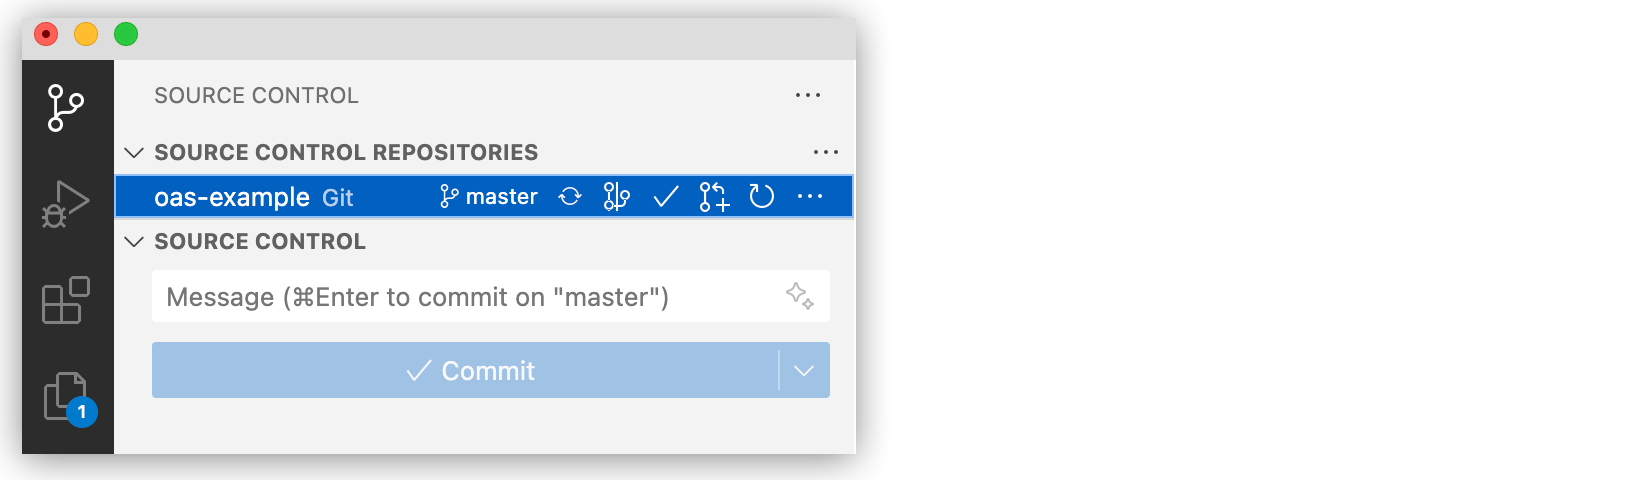 SOURCE CONTROL
SOURCE CONTROL REPOSITORIES
oas-example Git master
SOURCE CONTROL
Message (⌘Enter to commit on "master")
Commit
1